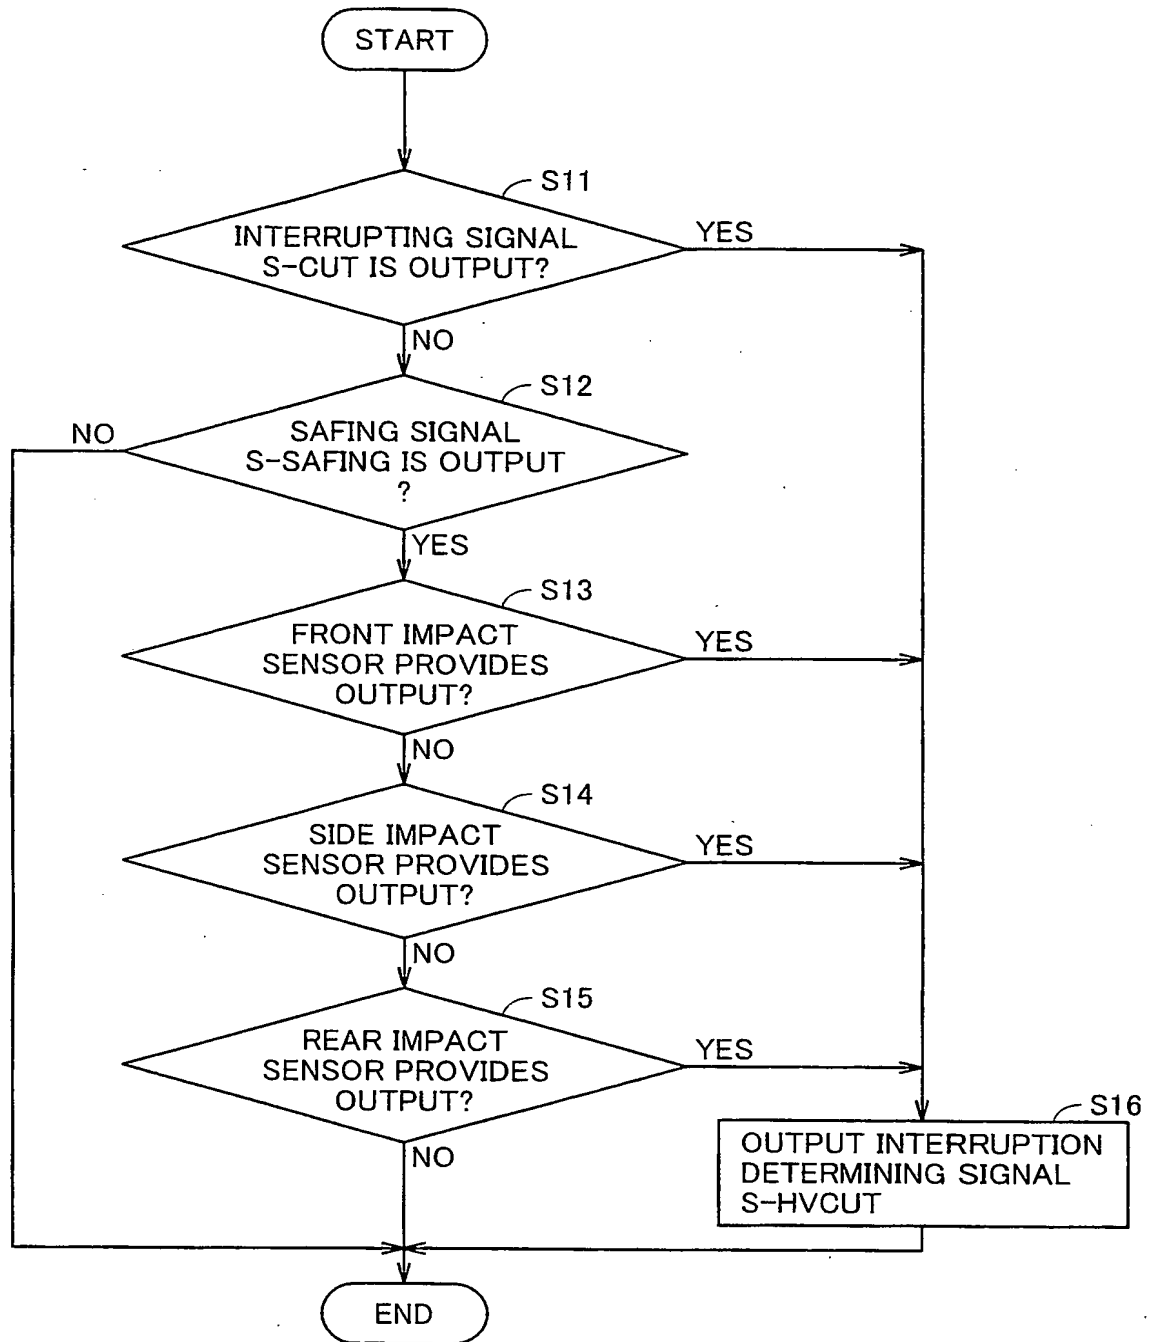 START
S11
INTERRUPTING SIGNAL
S-CUT IS OUTPUT?
YES
NO
S12
SAFING SIGNAL
S-SAFING IS OUTPUT
?
NO
YES
S13
FRONT IMPACT
SENSOR PROVIDES
OUTPUT?
YES
NO
S14
SIDE IMPACT
SENSOR PROVIDES
OUTPUT?
YES
NO
S15
REAR IMPACT
SENSOR PROVIDES
OUTPUT?
YES
NO
S16
OUTPUT INTERRUPTION
DETERMINING SIGNAL
S-HVCUT
END